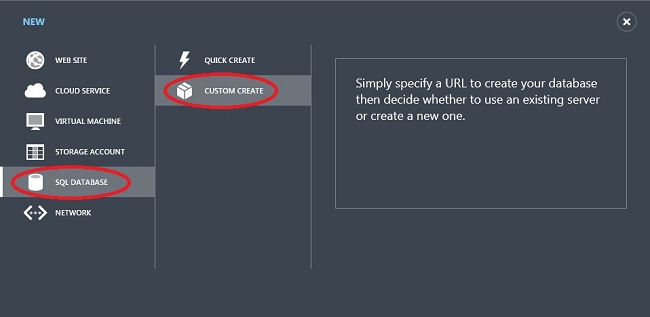 NEW
WEB SITE
CLOUD SERVICE
VIRTUAL MACHINE
STORAGE ACCOUNT
SQL DATABASE
NETWORK
QUICK CREATE
CUSTOM CREATE
Simply specify a URL to create your database
then decide whether to use an existing server
or create a new one.